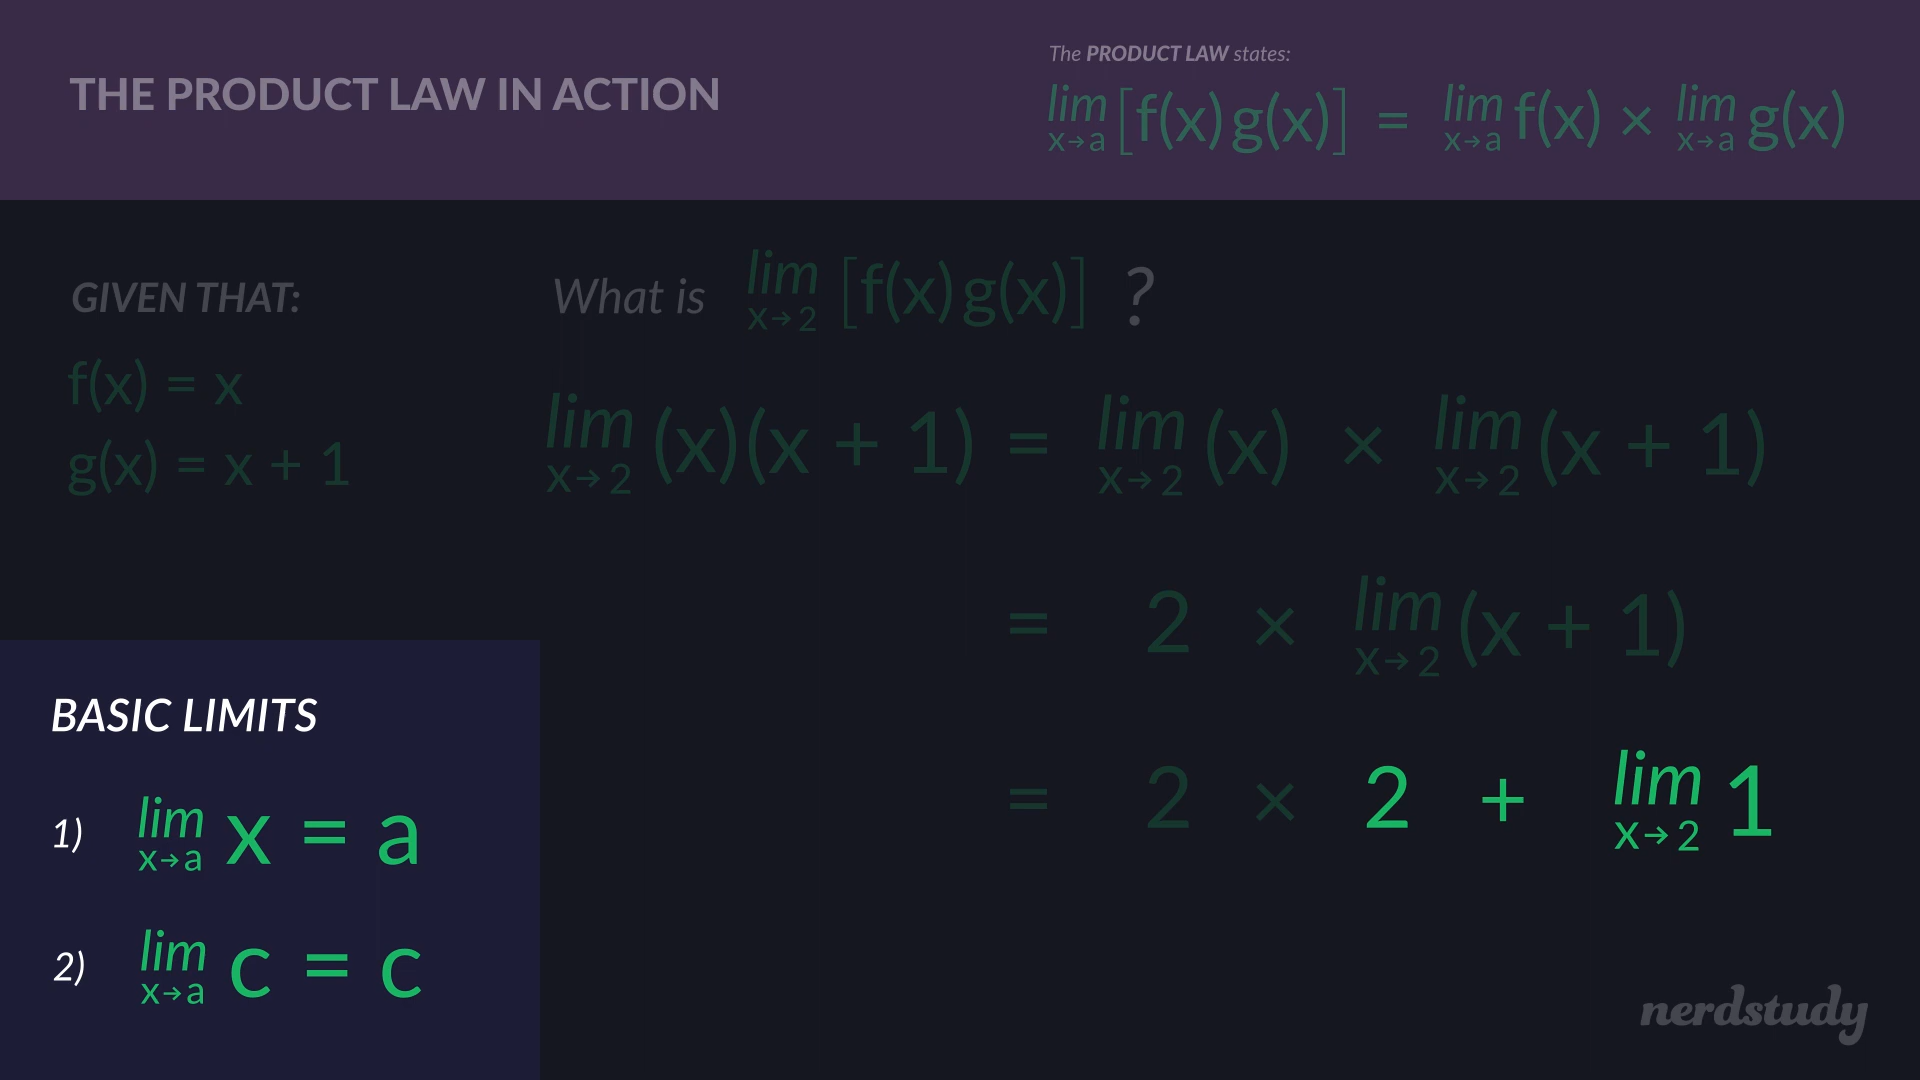 THE PRODUCT LAW IN ACTION
The PRODUCT LAW states:
lim x→a [f(x) g(x)] = lim x→a f(x) × lim x→a g(x)
GIVEN THAT:
f(x) = x
g(x) = x + 1
What is lim x→2 [f(x) g(x)] ?
lim x→2 (x)(x + 1) = lim x→2 (x) × lim x→2 (x + 1)
= 2 × lim x→2 (x + 1)
= 2 × 2 + lim x→2 1
BASIC LIMITS
1) lim x→a x = a
2) lim x→a c = c
nerdstudy